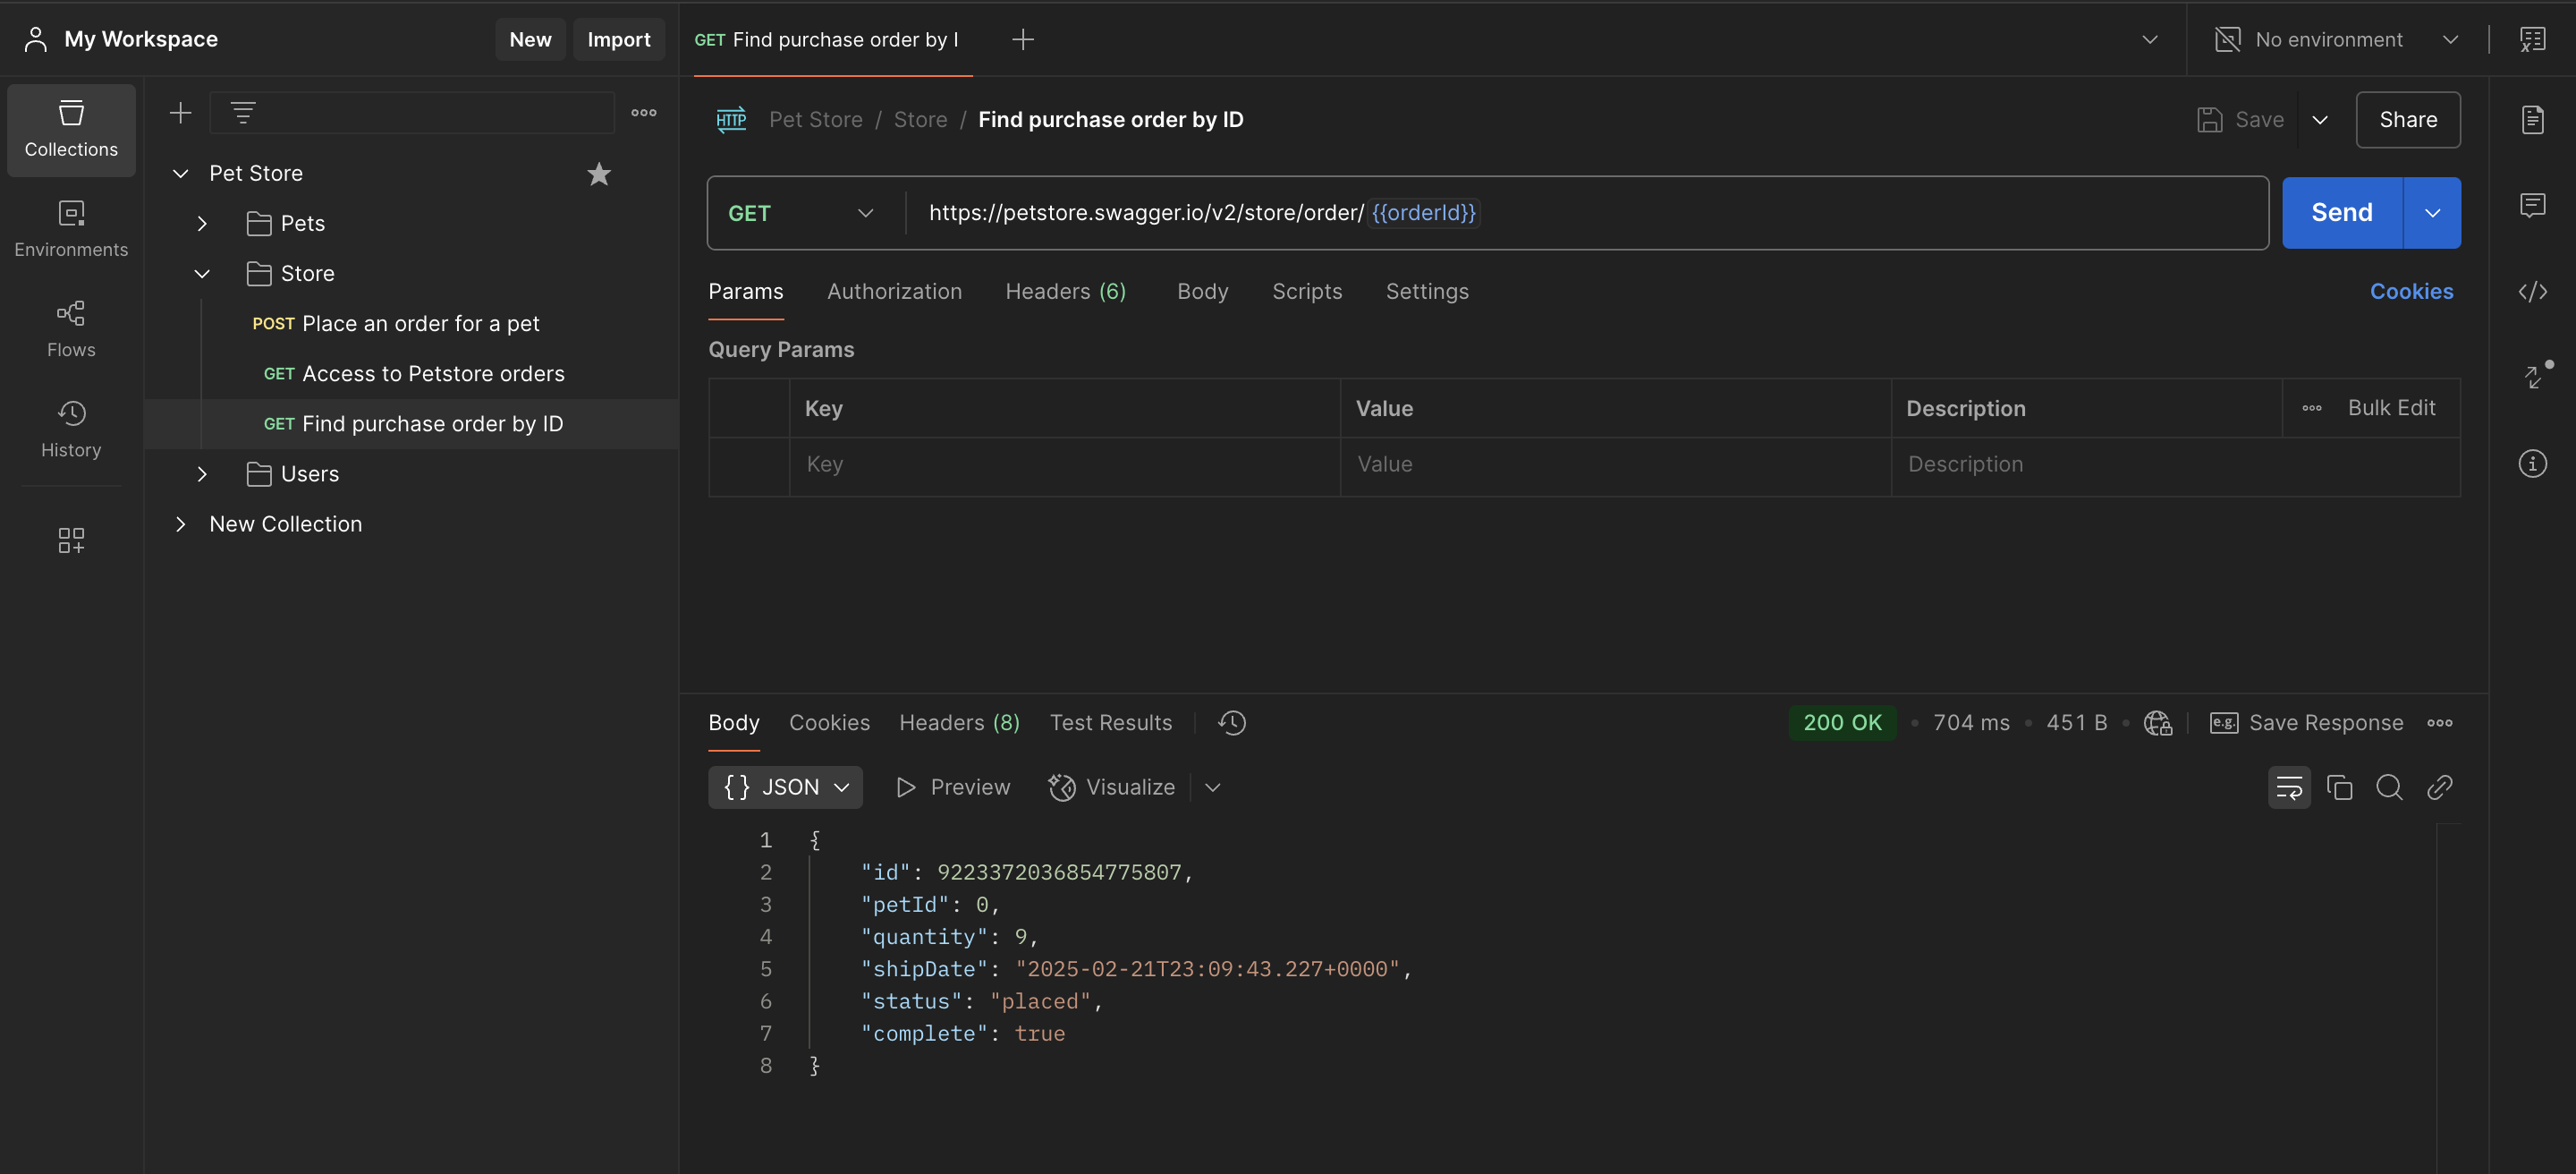 My Workspace
New
Import
GET Find purchase order by I
No environment
Collections
Environments
Flows
History
Pet Store
Pets
Store
POST Place an order for a pet
GET Access to Petstore orders
GET Find purchase order by ID
Users
New Collection
HTTP Pet Store / Store / Find purchase order by ID
Save
Share
GET https://petstore.swagger.io/v2/store/order/{{orderId}}
Send
Params Authorization Headers (6) Body Scripts Settings
Cookies
Query Params
Key Value Description Bulk Edit
Key Value Description
Body Cookies Headers (8) Test Results
200 OK • 704 ms • 451 B •
e.g. Save Response
{} JSON Preview Visualize
1 {
2 "id": 9223372036854775807,
3 "petId": 0,
4 "quantity": 9,
5 "shipDate": "2025-02-21T23:09:43.227+0000",
6 "status": "placed",
7 "complete": true
8 }